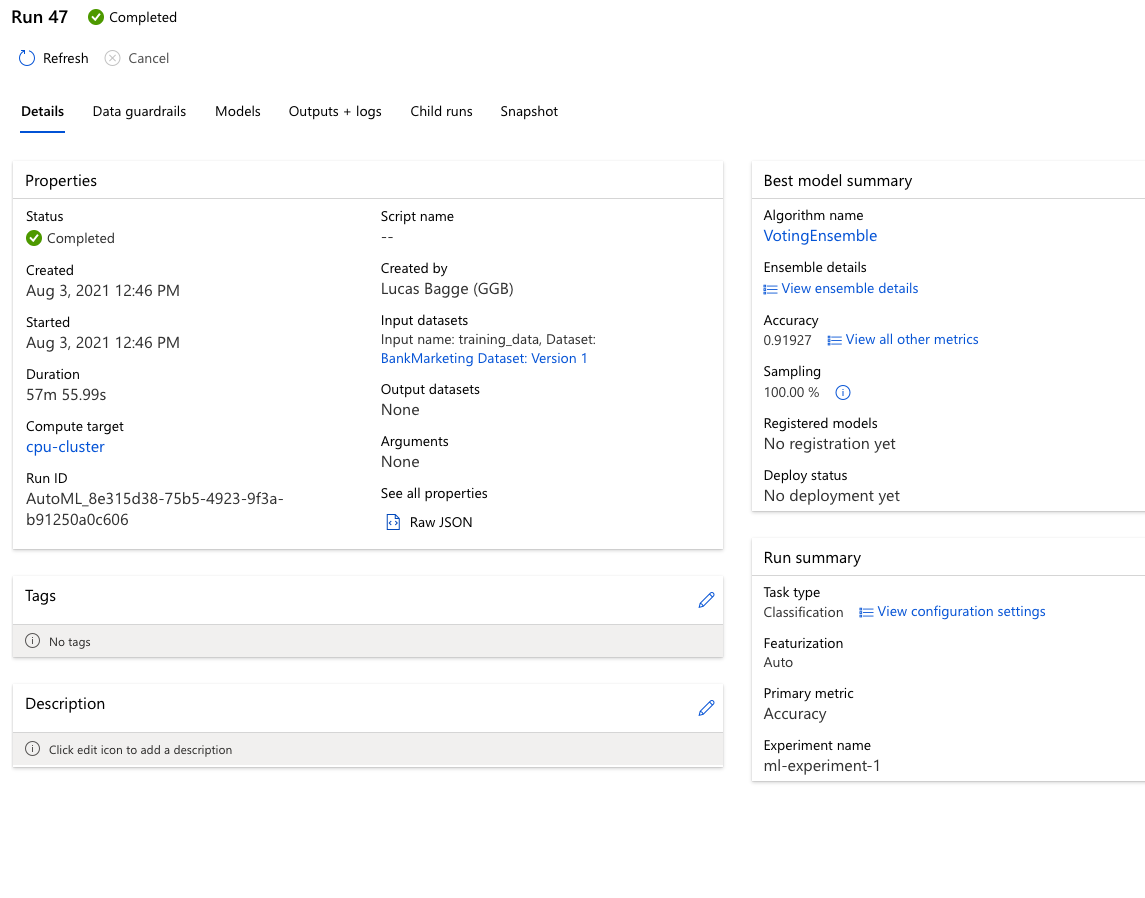 Run 47 Completed
Refresh Cancel
Details Data guardrails Models Outputs + logs Child runs Snapshot
Properties
Status
Completed
Created
Aug 3, 2021 12:46 PM
Started
Aug 3, 2021 12:46 PM
Duration
57m 55.99s
Compute target
cpu-cluster
Run ID
AutoML_8e315d38-75b5-4923-9f3a-
b91250a0c606
Script name
--
Created by
Lucas Bagge (GGB)
Input datasets
Input name: training_data, Dataset:
BankMarketing Dataset: Version 1
Output datasets
None
Arguments
None
See all properties
Raw JSON
Tags
No tags
Description
Click edit icon to add a description
Best model summary
Algorithm name
VotingEnsemble
Ensemble details
View ensemble details
Accuracy
0.91927 View all other metrics
Sampling
100.00 %
Registered models
No registration yet
Deploy status
No deployment yet
Run summary
Task type
Classification View configuration settings
Featurization
Auto
Primary metric
Accuracy
Experiment name
ml-experiment-1